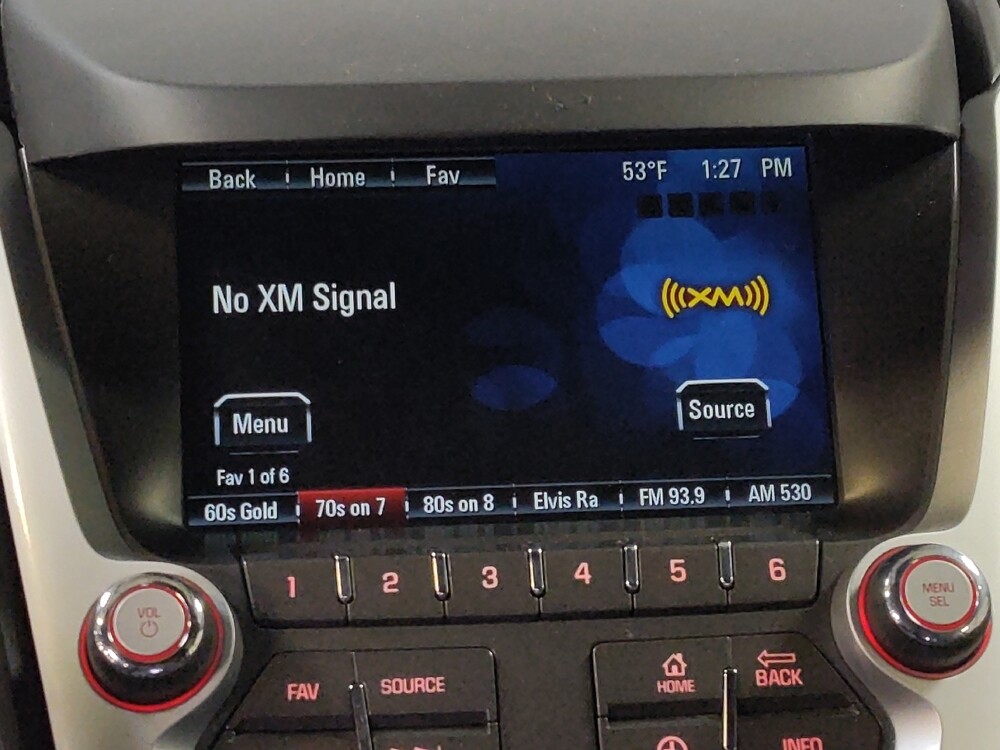 Back Home Fav 53°F 1:27 PM
No XM Signal
(((XM)))
Menu Source
Fav 1 of 6
60s Gold 70s on 7 80s on 8 Elvis Ra FM 93.9 AM 530
1 2 3 4 5 6
VOL
MENU
SEL
FAV SOURCE
HOME BACK
INFO